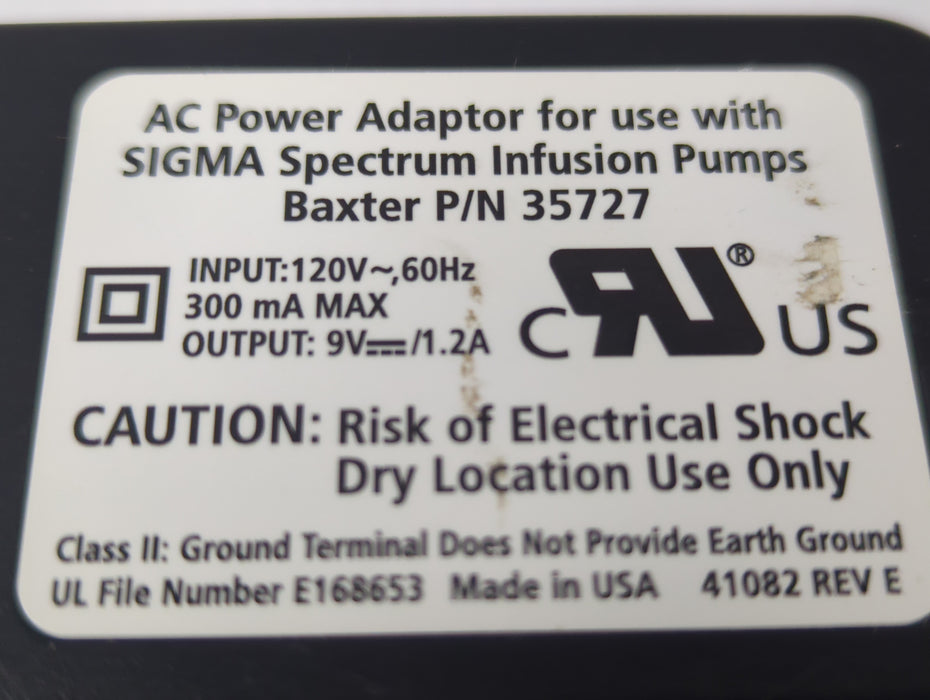 AC Power Adaptor for use with
SIGMA Spectrum Infusion Pumps
Baxter P/N 35727
INPUT:120V~,60Hz
300 mA MAX
OUTPUT: 9V⎓/1.2A
C RU® US
CAUTION: Risk of Electrical Shock
Dry Location Use Only
Class II: Ground Terminal Does Not Provide Earth Ground
UL File Number E168653 Made in USA 41082 REV E